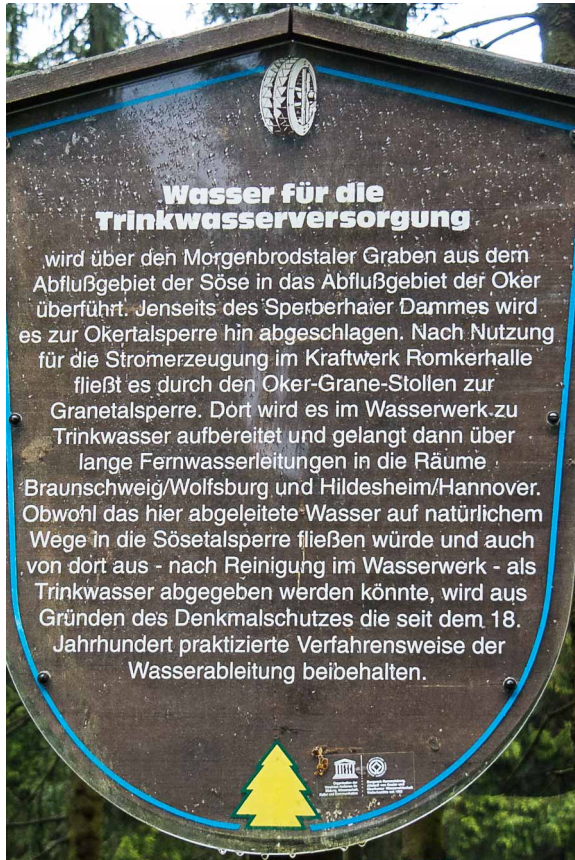 Wasser für die
Trinkwasserversorgung
wird über den Morgenbrodstaler Graben aus dem
Abflußgebiet der Söse in das Abflußgebiet der Oker
überführt. Jenseits des Sperberhaier Dammes wird
es zur Okertalsperre hin abgeschlagen. Nach Nutzung
für die Stromerzeugung im Kraftwerk Romkerhalle
fließt es durch den Oker-Grane-Stollen zur
Granetalsperre. Dort wird es im Wasserwerk zu
Trinkwasser aufbereitet und gelangt dann über
lange Fernwasserleitungen in die Räume
Braunschweig/Wolfsburg und Hildesheim/Hannover.
Obwohl das hier abgeleitete Wasser auf natürlichem
Wege in die Sösetalsperre fließen würde und auch
von dort aus - nach Reinigung im Wasserwerk - als
Trinkwasser abgegeben werden könnte, wird aus
Gründen des Denkmalschutzes die seit dem 18.
Jahrhundert praktizierte Verfahrensweise der
Wasserableitung beibehalten.